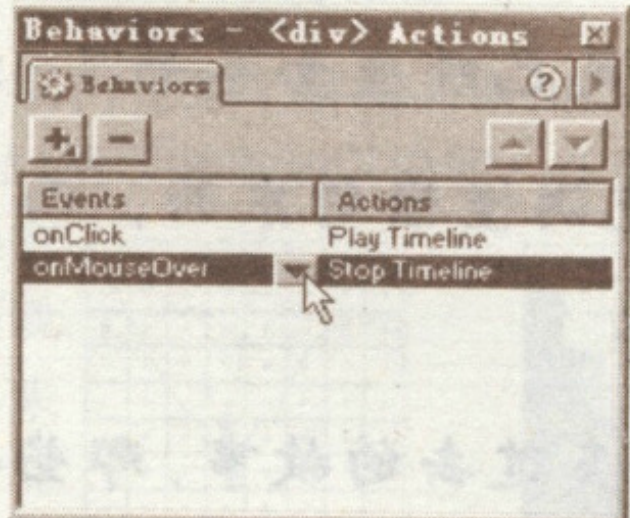 Behaviors - <div> Actions
Behaviors
?
Events Actions
onClick Play Timeline
onMouseOver Stop Timeline